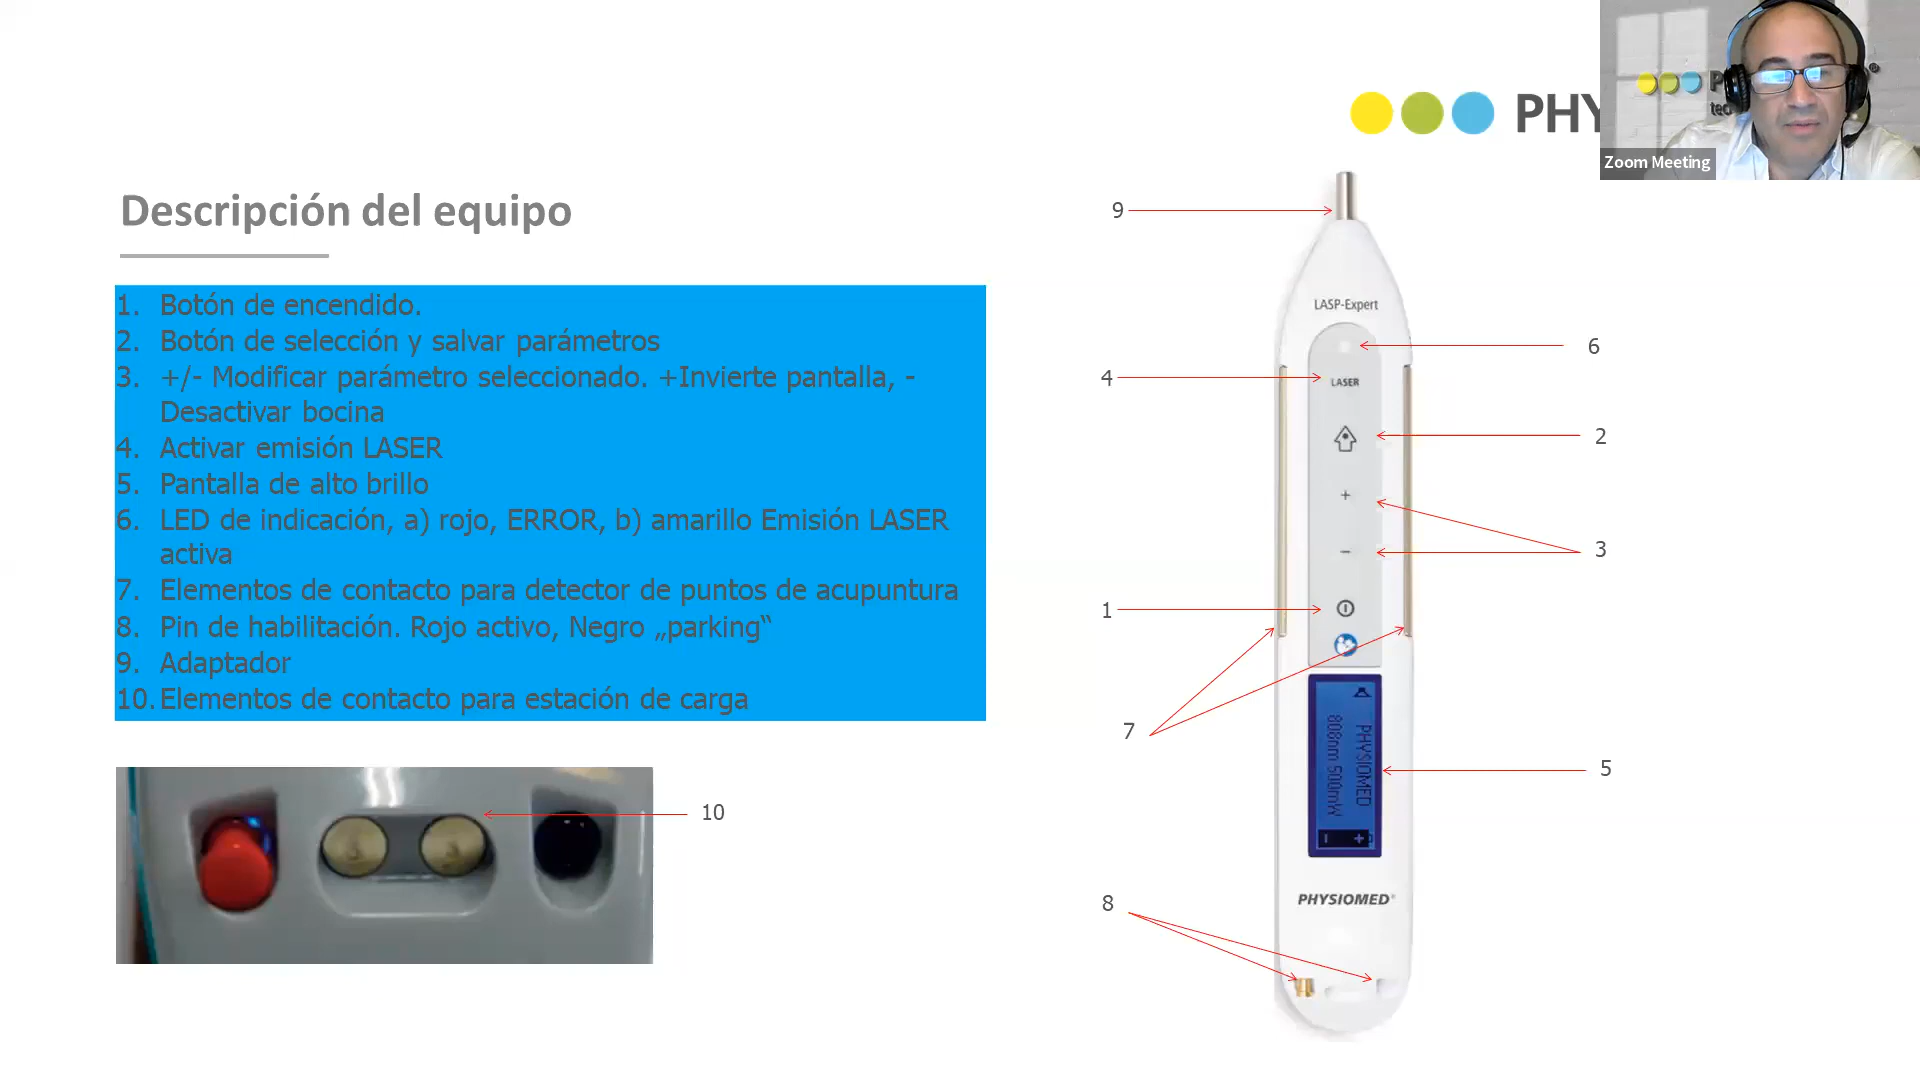 PHY
P
tec
Zoom Meeting
Descripción del equipo
1. Botón de encendido.
2. Botón de selección y salvar parámetros
3. +/- Modificar parámetro seleccionado. +Invierte pantalla, -
Desactivar bocina
4. Activar emisión LASER
5. Pantalla de alto brillo
6. LED de indicación, a) rojo, ERROR, b) amarillo Emisión LASER
activa
7. Elementos de contacto para detector de puntos de acupuntura
8. Pin de habilitación. Rojo activo, Negro „parking“
9. Adaptador
10. Elementos de contacto para estación de carga
10
9
LASP-Expert
6
4
LASER
2
+
3
−
1
7
PHYSIOMED
808nm 500mW
− +
5
PHYSIOMED®
8